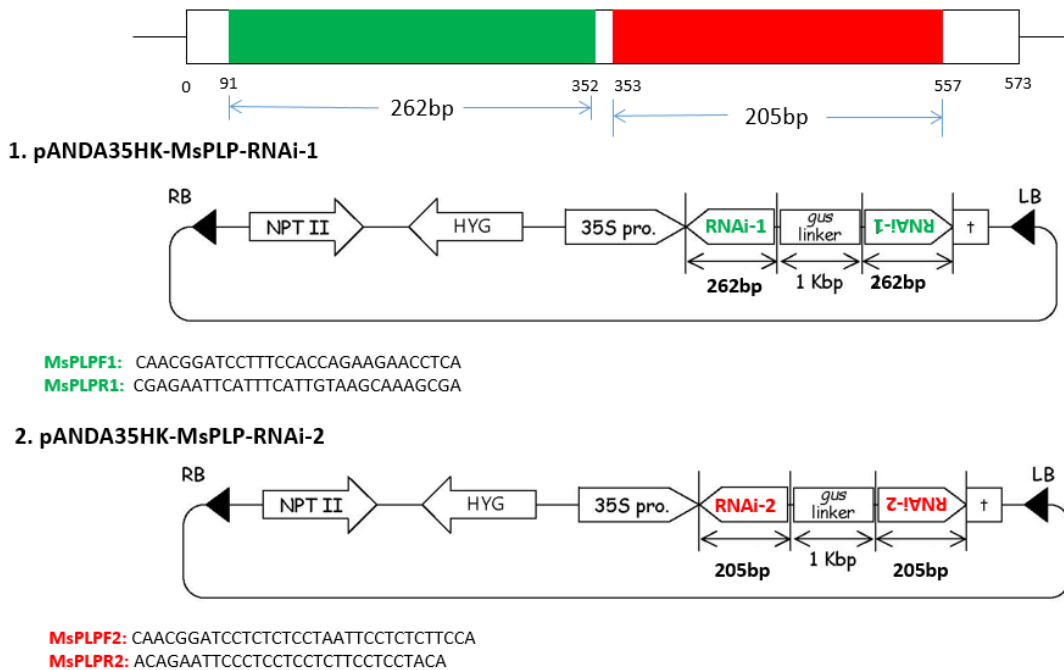 0 91 352 353 557 573
262bp 205bp
1. pANDA35HK-MsPLP-RNAi-1
RB LB
NPT II HYG 35S pro. RNAi-1 gus linker RNAi-1 †
262bp 1 Kbp 262bp
MsPLPF1: CAACGGATCCTTTCCACCAGAAGAACCTCA
MsPLPR1: CGAGAATTCATTTCATTGTAAGCAAAGCGA
2. pANDA35HK-MsPLP-RNAi-2
RB LB
NPT II HYG 35S pro. RNAi-2 gus linker RNAi-2 †
205bp 1 Kbp 205bp
MsPLPF2: CAACGGATCCTCTCTCCTAATTCCTCTCTTCCA
MsPLPR2: ACAGAATTCCCTCCTCCTCTTCCTCCTACA